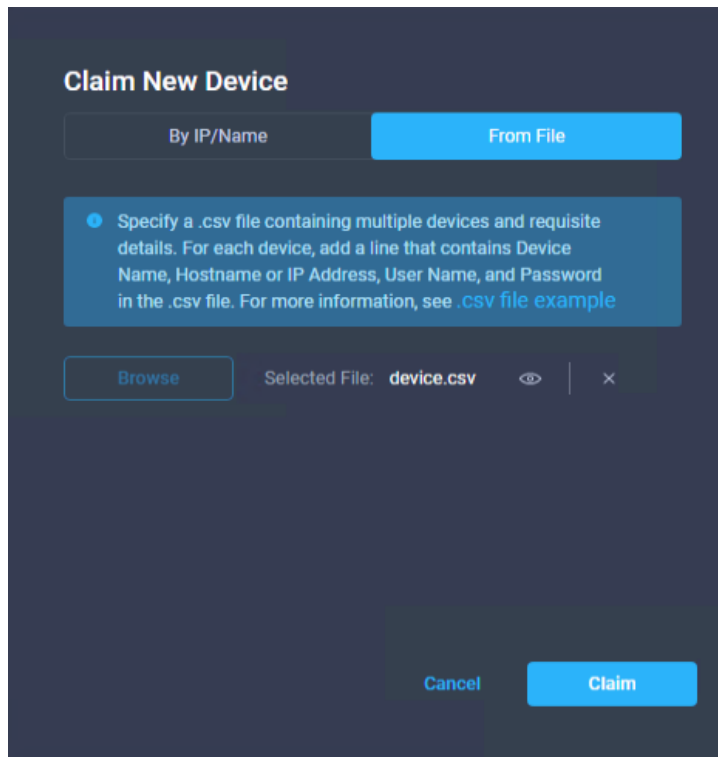 Claim New Device
By IP/Name From File
Specify a .csv file containing multiple devices and requisite
details. For each device, add a line that contains Device
Name, Hostname or IP Address, User Name, and Password
in the .csv file. For more information, see .csv file example
Browse Selected File: device.csv
Cancel Claim